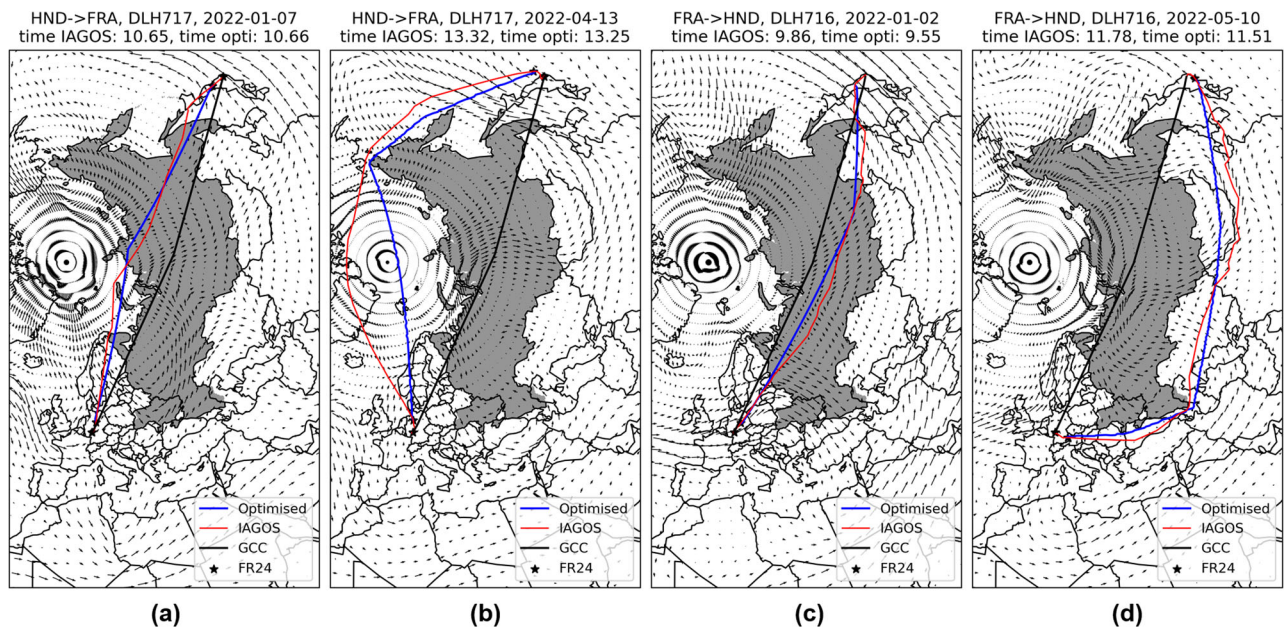 HND->FRA, DLH717, 2022-01-07
time IAGOS: 10.65, time opti: 10.66
Optimised
IAGOS
GCC
FR24
(a)
HND->FRA, DLH717, 2022-04-13
time IAGOS: 13.32, time opti: 13.25
Optimised
IAGOS
GCC
FR24
(b)
FRA->HND, DLH716, 2022-01-02
time IAGOS: 9.86, time opti: 9.55
Optimised
IAGOS
GCC
FR24
(c)
FRA->HND, DLH716, 2022-05-10
time IAGOS: 11.78, time opti: 11.51
Optimised
IAGOS
GCC
FR24
(d)